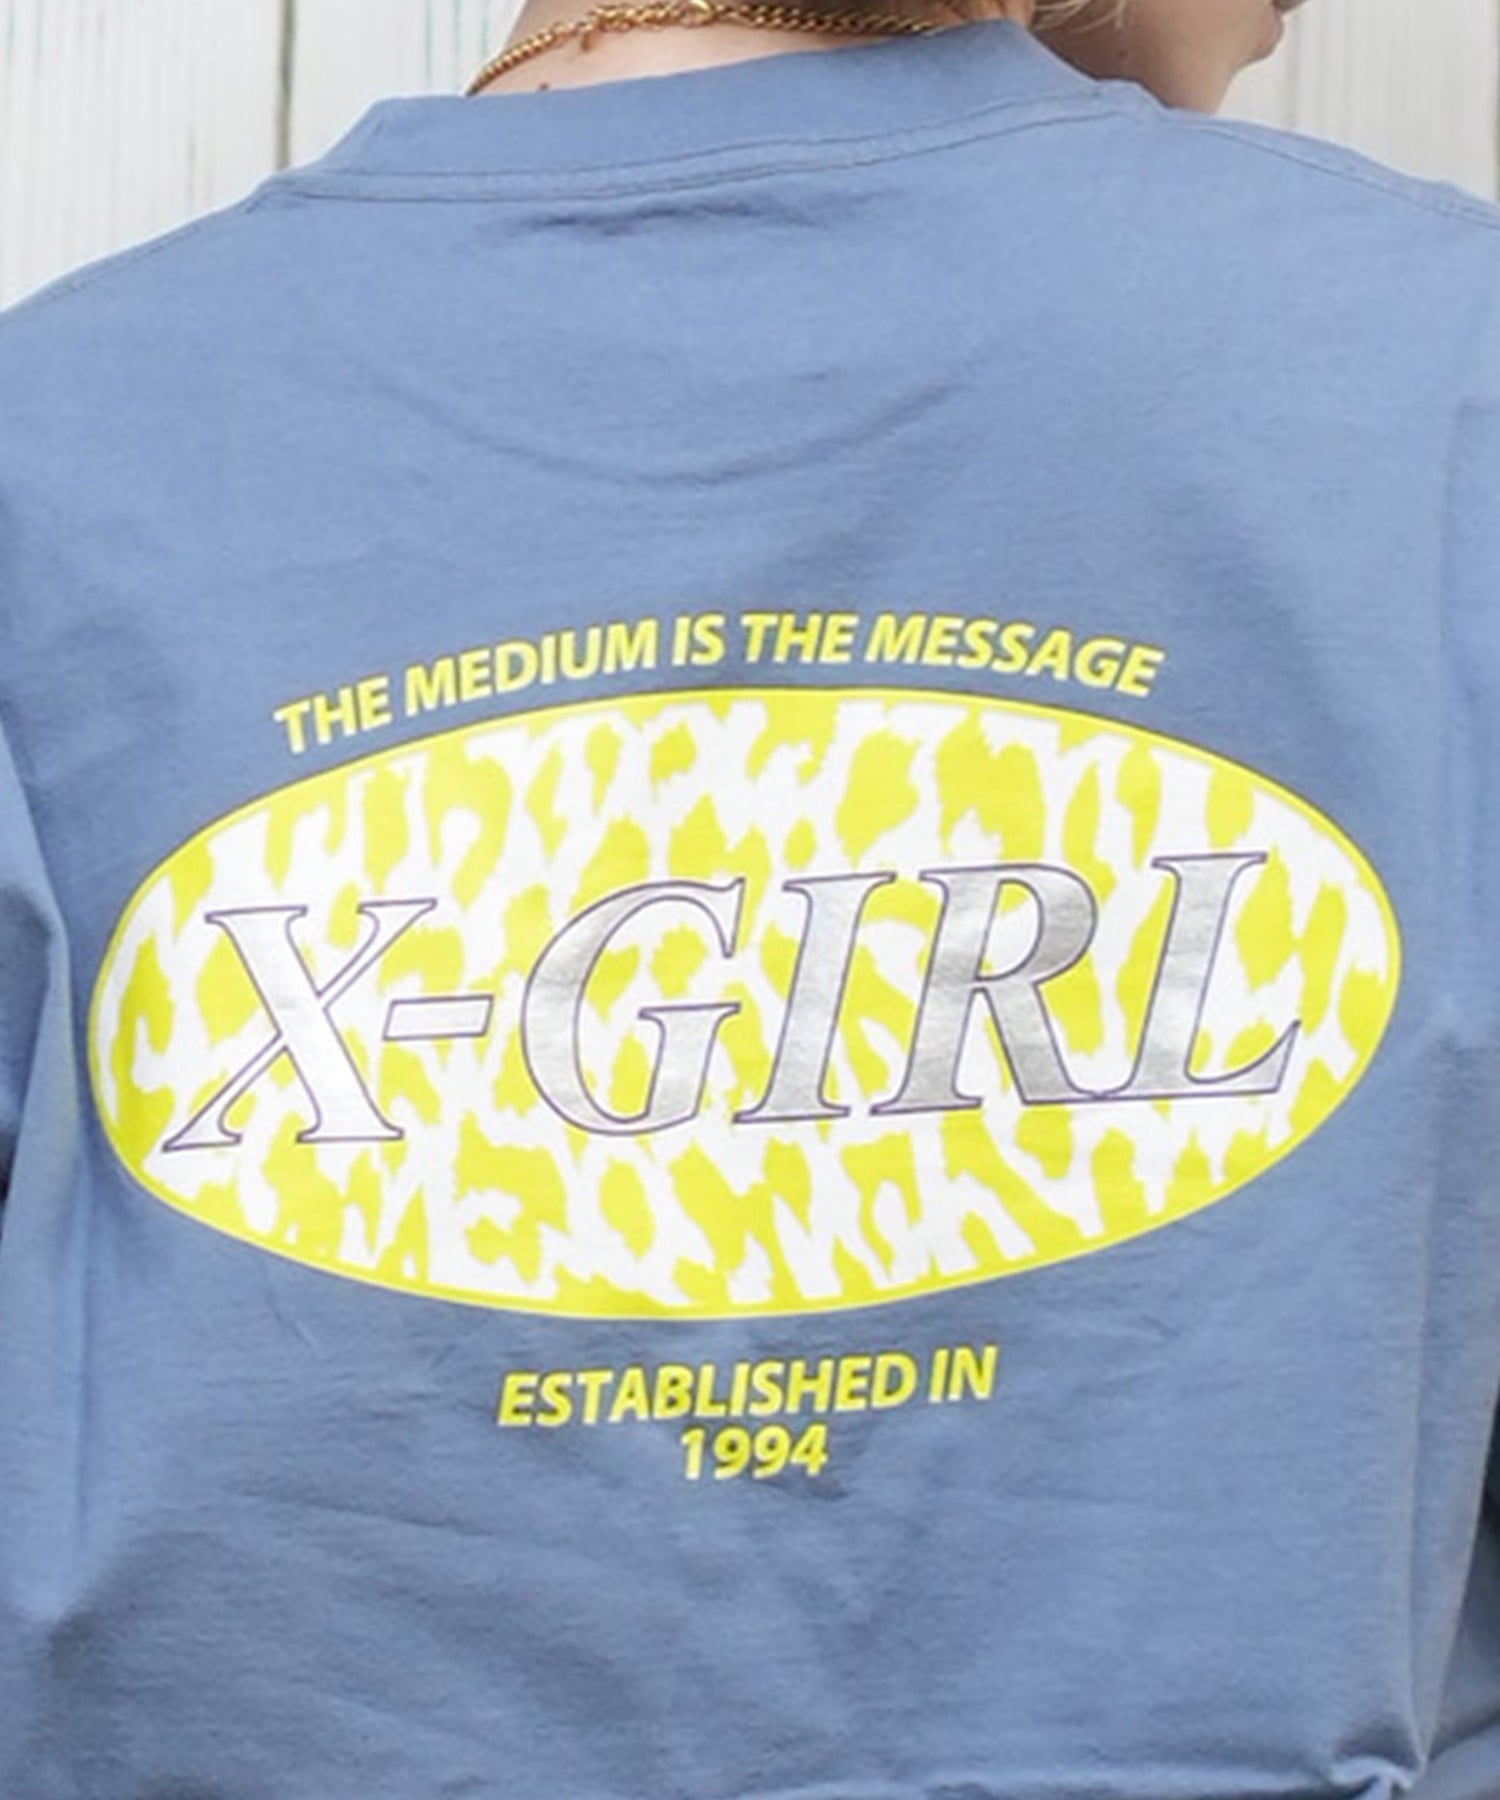 THE MEDIUM IS THE MESSAGE
X-GIRL
ESTABLISHED IN
1994